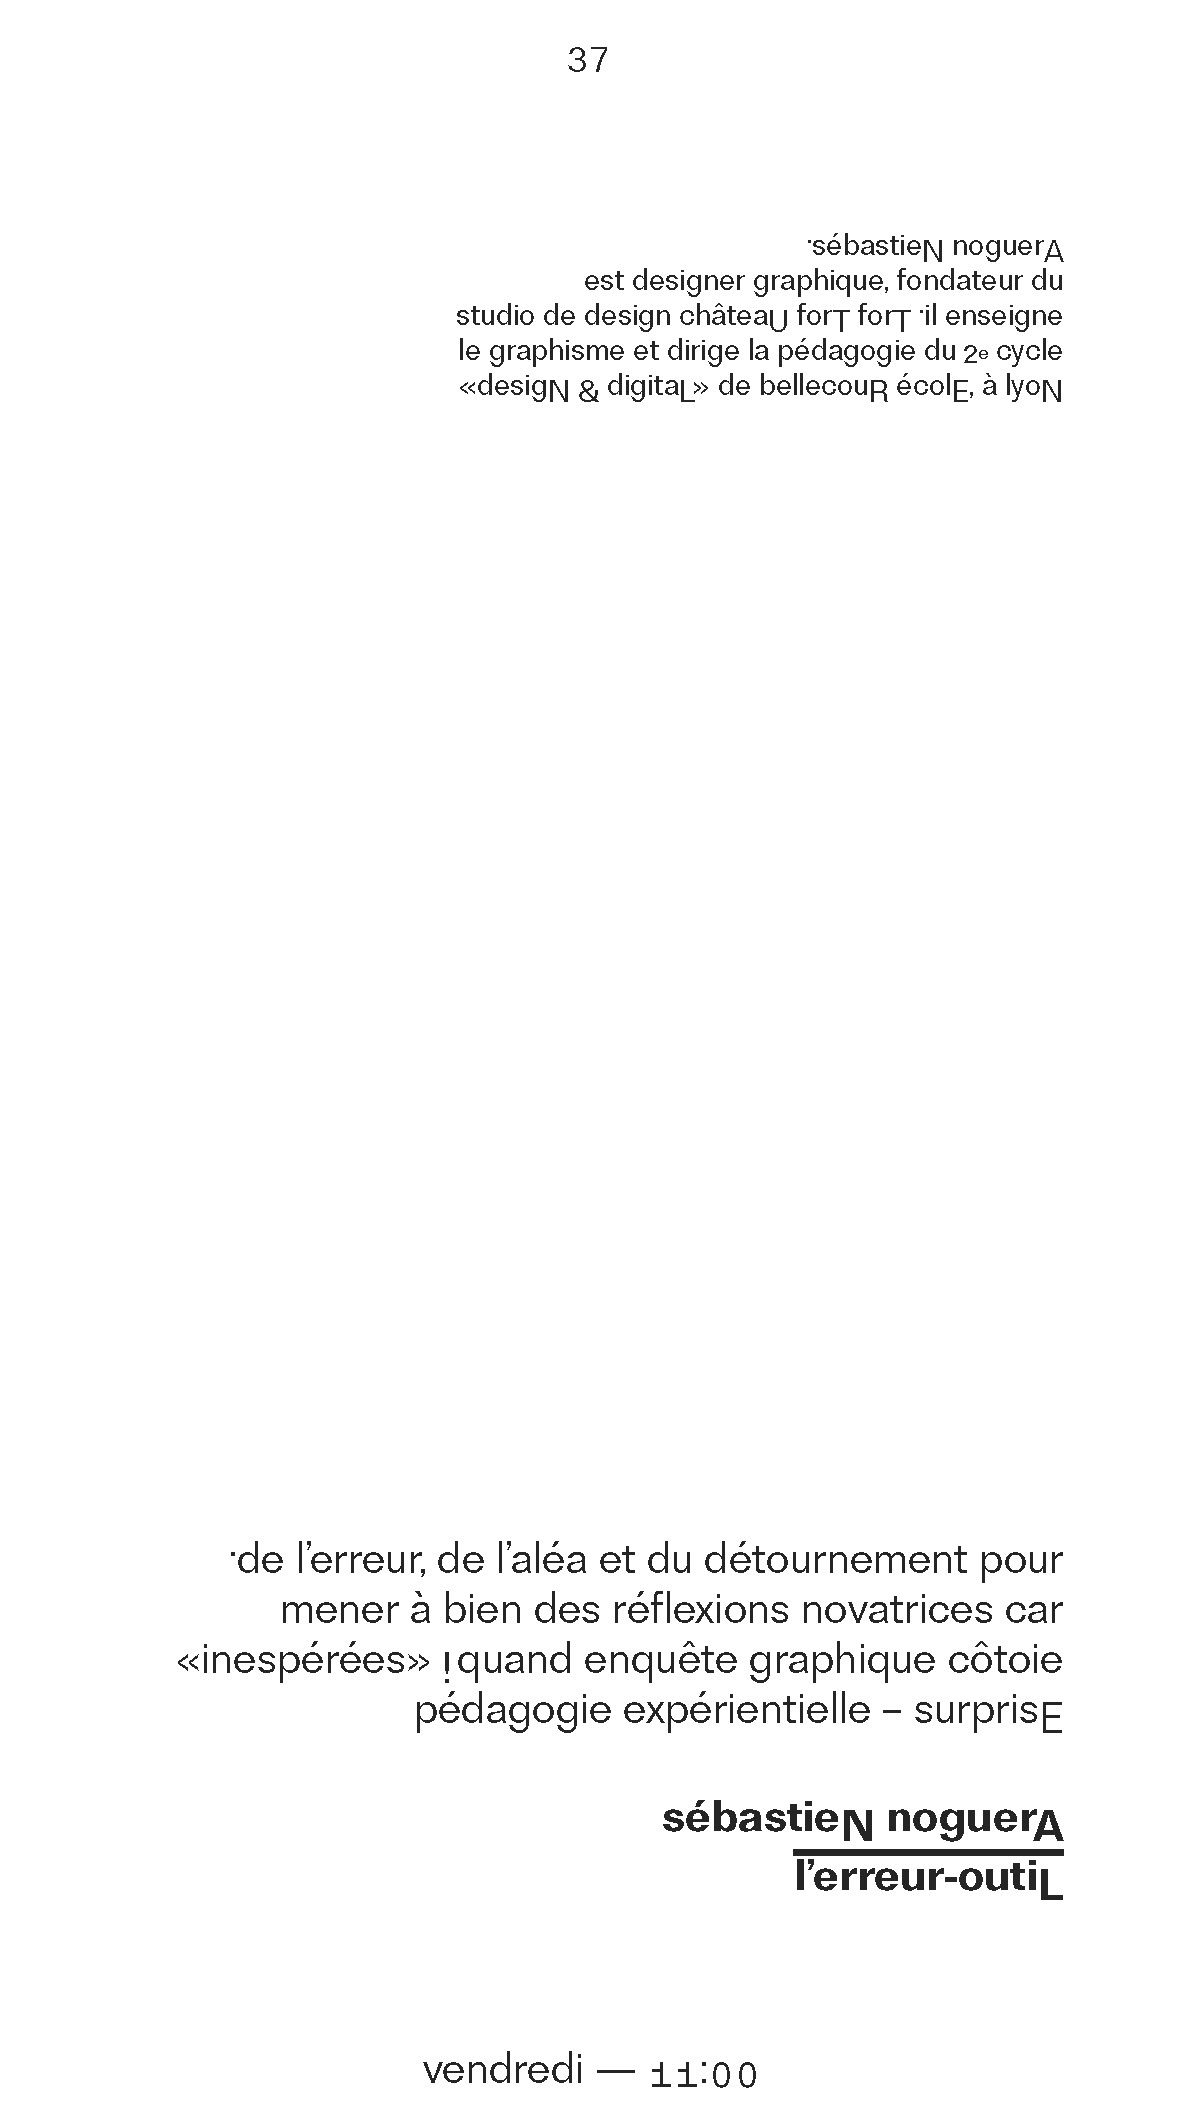 37
·sébastieN noguerA
est designer graphique, fondateur du
studio de design châteaU forT forT ·il enseigne
le graphisme et dirige la pédagogie du 2e cycle
«desigN & digitaL» de bellecouR écolE, à lyoN
·de l’erreur, de l’aléa et du détournement pour
mener à bien des réflexions novatrices car
«inespérées» !quand enquête graphique côtoie
pédagogie expérientielle – surprisE
sébastieN noguerA
l’erreur-outiL
vendredi — 11:00